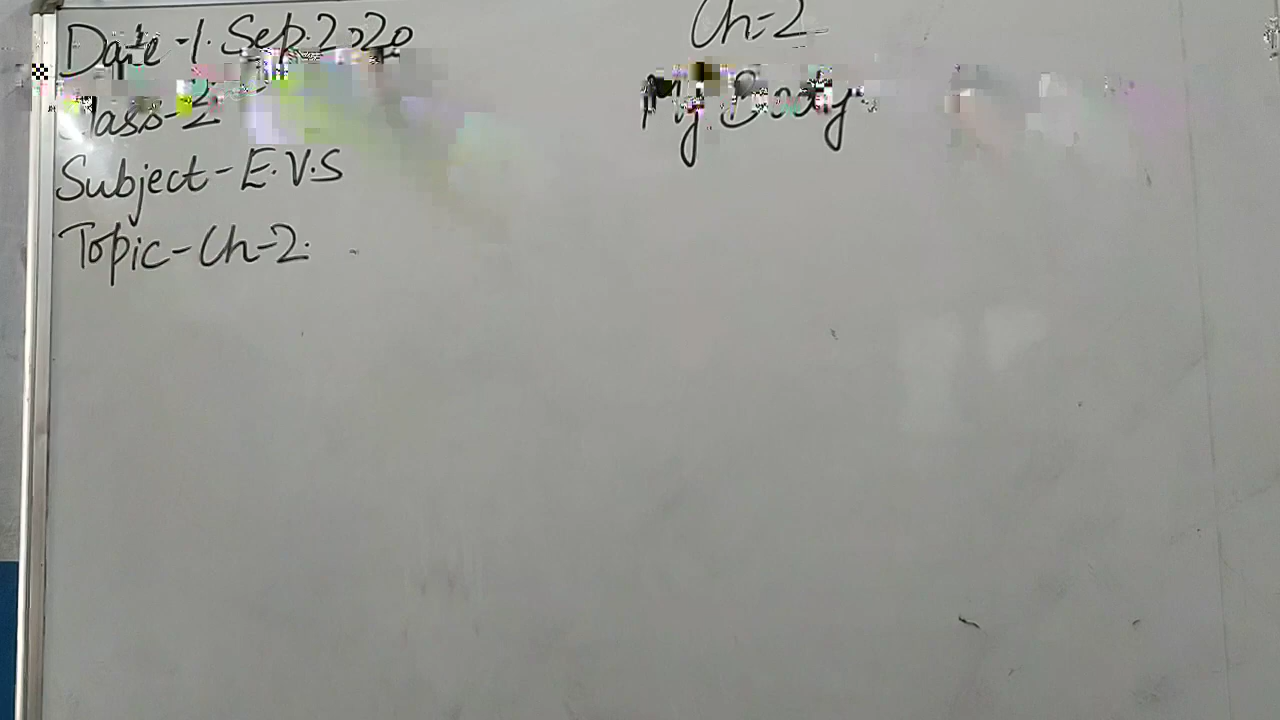 Date - 1. Sep. 2020
Class - 2
Subject - E.V.S
Topic - Ch-2.
Ch-2
My Body